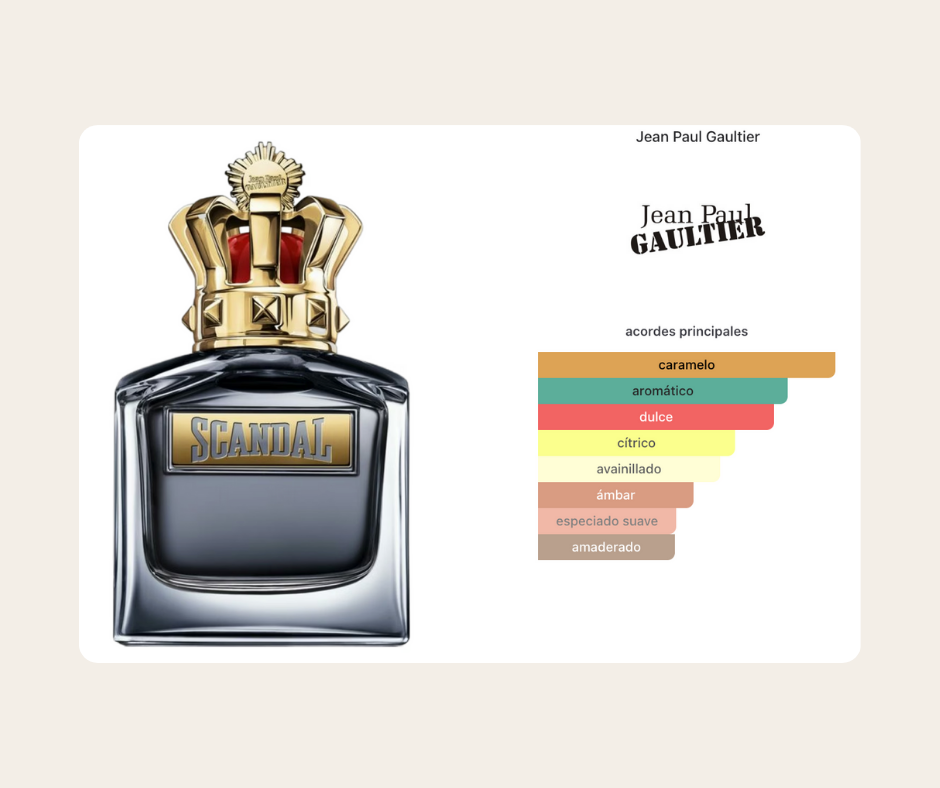 SCANDAL
Jean Paul Gaultier
Jean Paul
GAULTIER
acordes principales
caramelo
aromático
dulce
cítrico
avainillado
ámbar
especiado suave
amaderado